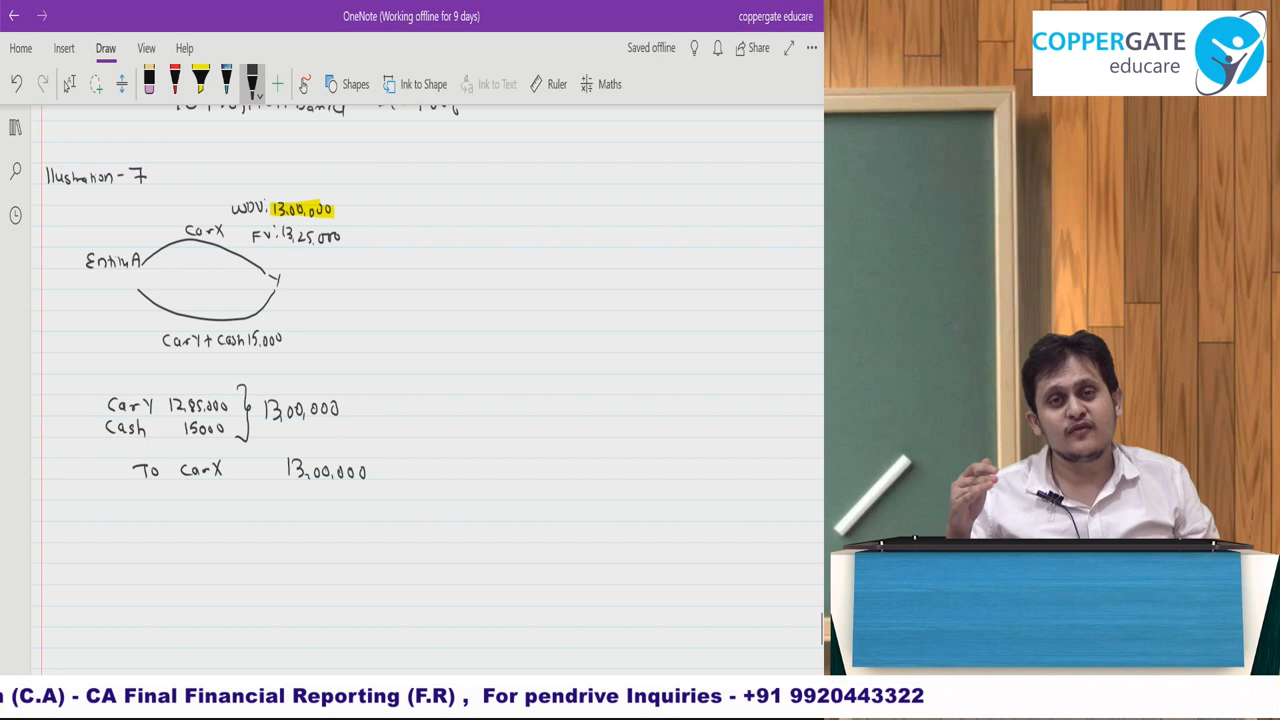 OneNote (Working offline for 9 days)
coppergate educare
Home Insert Draw View Help
Saved offline
Share
Shapes
Ink to Shape
Ink to Text
Ruler
Maths
COPPERGATE
educare
Illustration - 7
WDV: 13,00,000
CarX
FV: 13,25,000
Entity A
Y
Car Y + Cash 15,000
Car Y 12,85,000
13,00,000
Cash 15000
To Car X 13,00,000
(C.A) - CA Final Financial Reporting (F.R) , For pendrive Inquiries - +91 9920443322